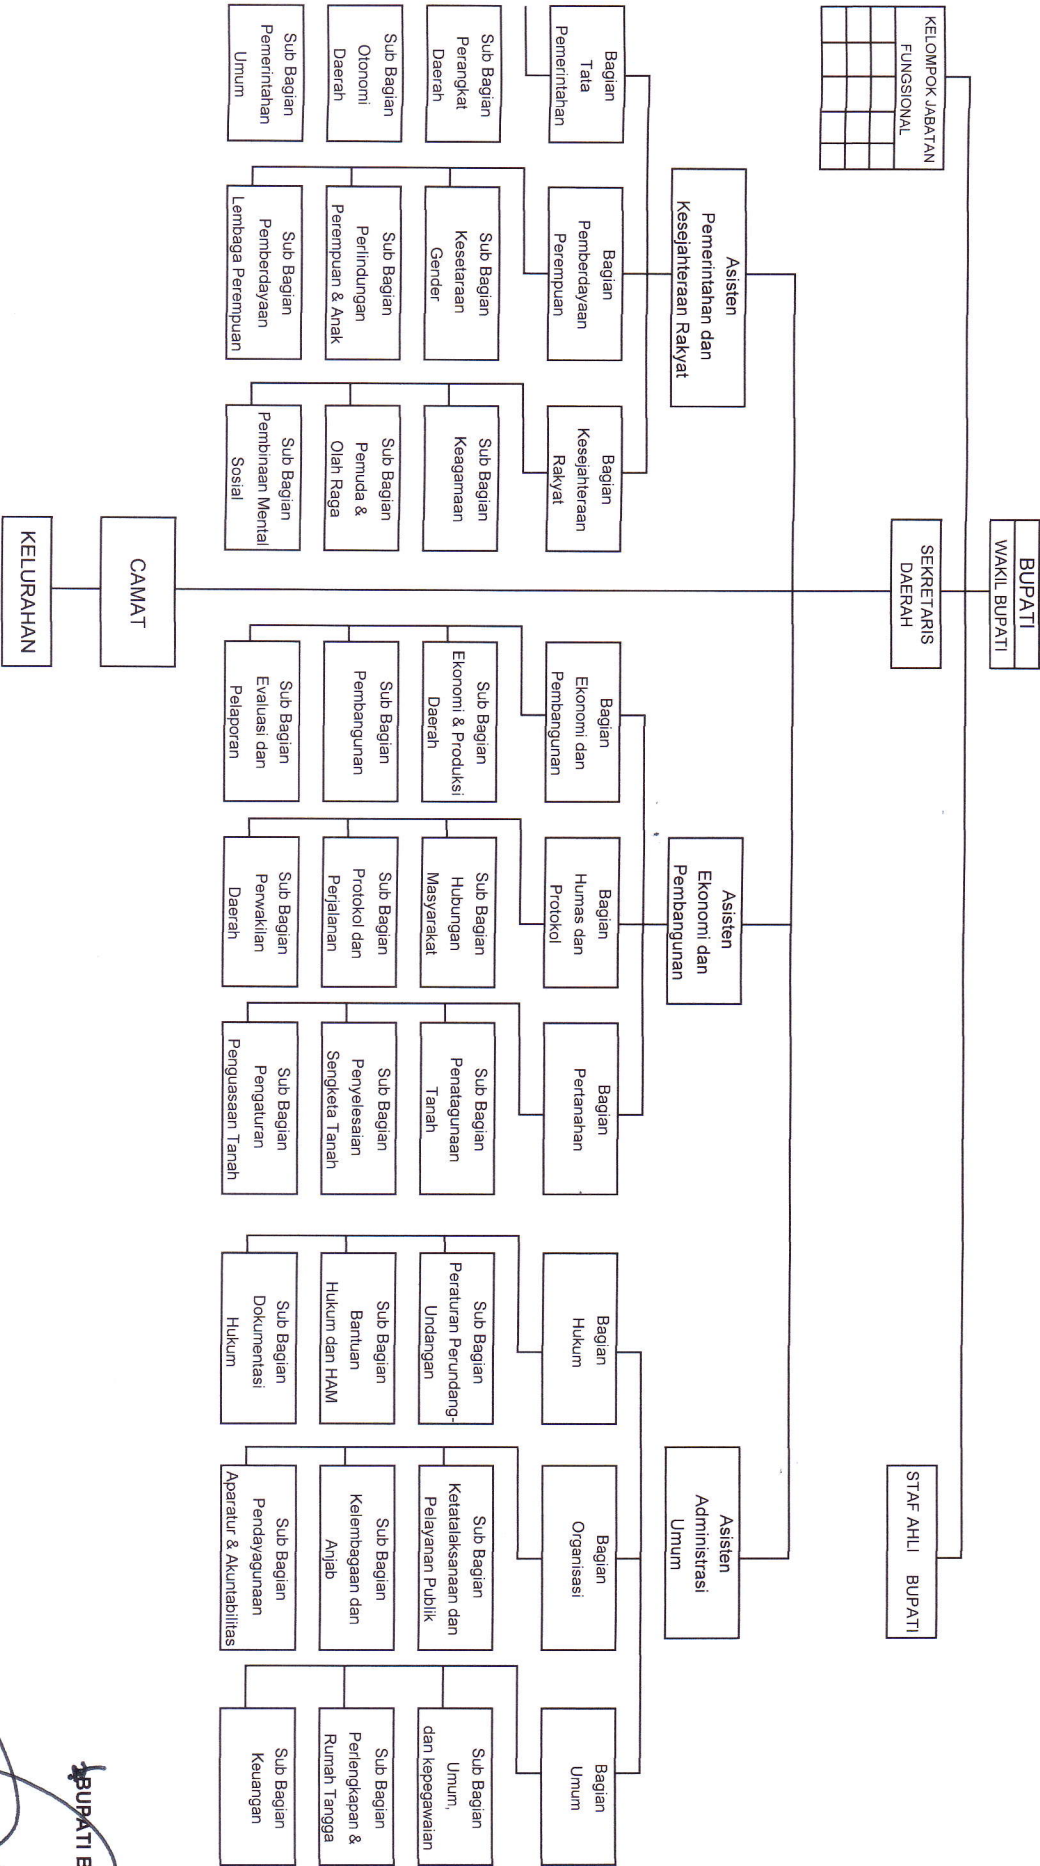 BUPATI
WAKIL BUPATI
SEKRETARIS
DAERAH
KELOMPOK JABATAN
FUNGSIONAL
STAF AHLI BUPATI
Asisten
Pemerintahan dan
Kesejahteraan Rakyat
Asisten
Ekonomi dan
Pembangunan
Asisten
Administrasi
Umum
Bagian
Tata
Pemerintahan
Bagian
Pemberdayaan
Perempuan
Bagian
Kesejahteraan
Rakyat
Bagian
Ekonomi dan
Pembangunan
Bagian
Humas dan
Protokol
Bagian
Pertanahan
Bagian
Hukum
Bagian
Organisasi
Bagian
Umum
Sub Bagian
Perangkat
Daerah
Sub Bagian
Kesetaraan
Gender
Sub Bagian
Keagamaan
Sub Bagian
Ekonomi & Produksi
Daerah
Sub Bagian
Hubungan
Masyarakat
Sub Bagian
Penatagunaan
Tanah
Sub Bagian
Peraturan Perundang-
Undangan
Sub Bagian
Ketatalaksanaan dan
Pelayanan Publik
Sub Bagian
Umum,
dan kepegawaian
Sub Bagian
Otonomi
Daerah
Sub Bagian
Perlindungan
Perempuan & Anak
Sub Bagian
Pemuda &
Olah Raga
Sub Bagian
Pembangunan
Sub Bagian
Protokol dan
Perjalanan
Sub Bagian
Penyelesaian
Sengketa Tanah
Sub Bagian
Bantuan
Hukum dan HAM
Sub Bagian
Kelembagaan dan
Anjab
Sub Bagian
Perlengkapan &
Rumah Tangga
Sub Bagian
Pemerintahan
Umum
Sub Bagian
Pemberdayaan
Lembaga Perempuan
Sub Bagian
Pembinaan Mental
Sosial
Sub Bagian
Evaluasi dan
Pelaporan
Sub Bagian
Perwakilan
Daerah
Sub Bagian
Pengaturan
Penguasaan Tanah
Sub Bagian
Dokumentasi
Hukum
Sub Bagian
Pendayagunaan
Aparatur & Akuntabilitas
Sub Bagian
Keuangan
CAMAT
KELURAHAN
BUPATI B